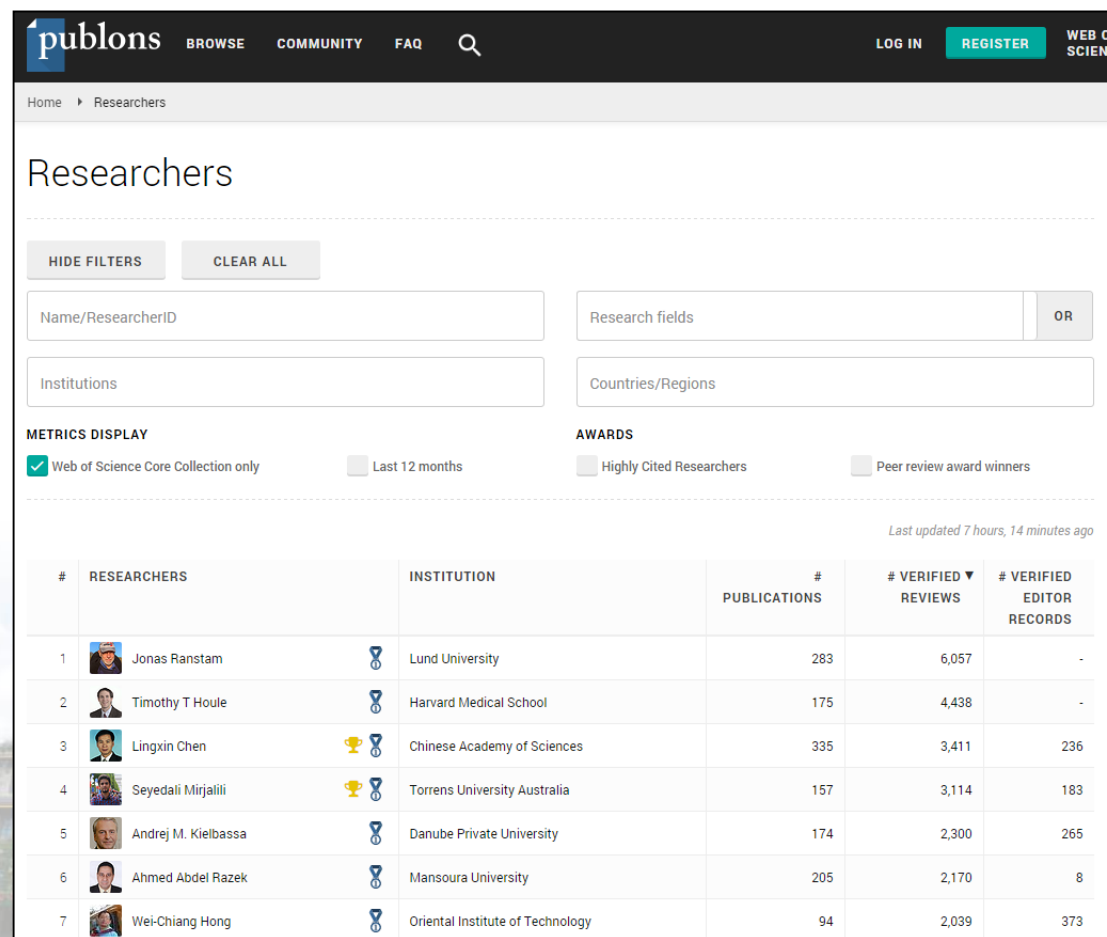 publons BROWSE COMMUNITY FAQ LOG IN REGISTER WEB
Home Researchers
Researchers
HIDE FILTERS CLEAR ALL
Name/ResearcherID Research fields OR
Institutions Countries/Regions
METRICS DISPLAY AWARDS
Web of Science Core Collection only Last 12 months Highly Cited Researchers Peer review award winners
Last updated 7 hours, 14 minutes ago
# RESEARCHERS INSTITUTION # PUBLICATIONS # VERIFIED ▼ REVIEWS # VERIFIED EDITOR RECORDS
1 Jonas Ranstam Lund University 283 6,057 -
2 Timothy T Houle Harvard Medical School 175 4,438 -
3 Lingxin Chen Chinese Academy of Sciences 335 3,411 236
4 Seyedali Mirjalili Torrens University Australia 157 3,114 183
5 Andrej M. Kielbassa Danube Private University 174 2,300 265
6 Ahmed Abdel Razek Mansoura University 205 2,170 8
7 Wei-Chiang Hong Oriental Institute of Technology 94 2,039 373